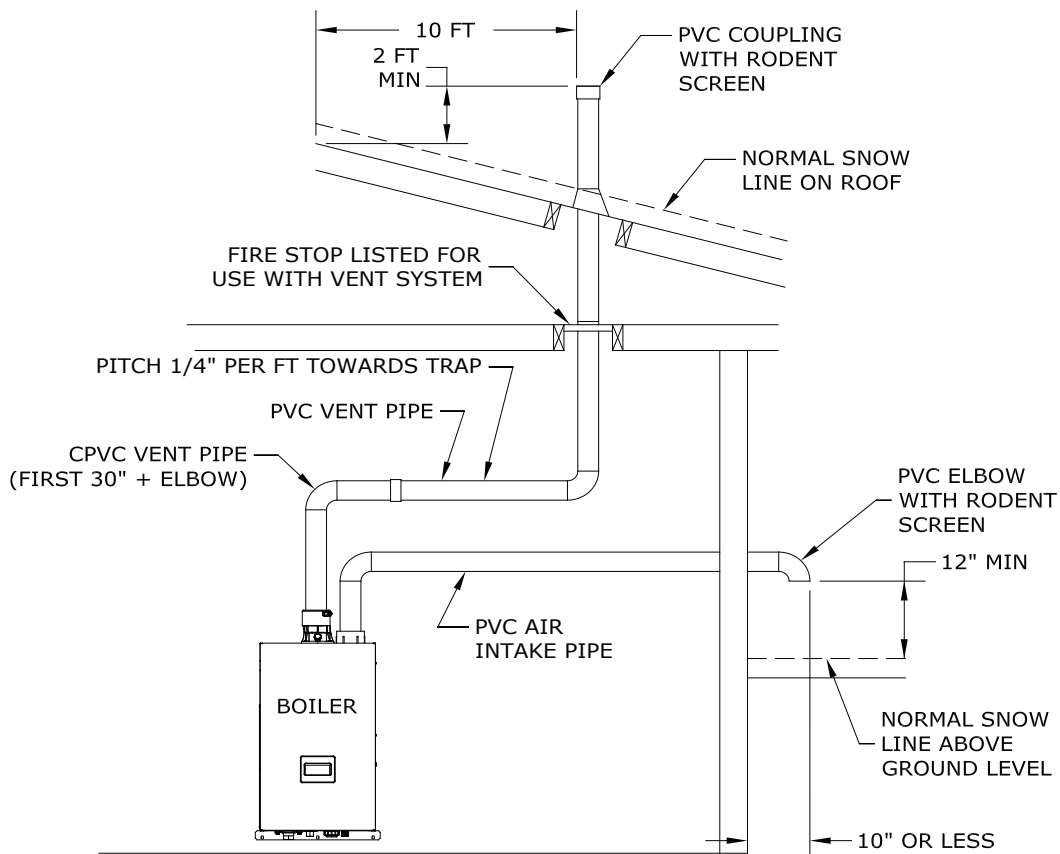 10 FT
2 FT
MIN
PVC COUPLING
WITH RODENT
SCREEN
NORMAL SNOW
LINE ON ROOF
FIRE STOP LISTED FOR
USE WITH VENT SYSTEM
PITCH 1/4" PER FT TOWARDS TRAP
PVC VENT PIPE
CPVC VENT PIPE
(FIRST 30" + ELBOW)
PVC ELBOW
WITH RODENT
SCREEN
12" MIN
PVC AIR
INTAKE PIPE
BOILER
NORMAL SNOW
LINE ABOVE
GROUND LEVEL
10" OR LESS